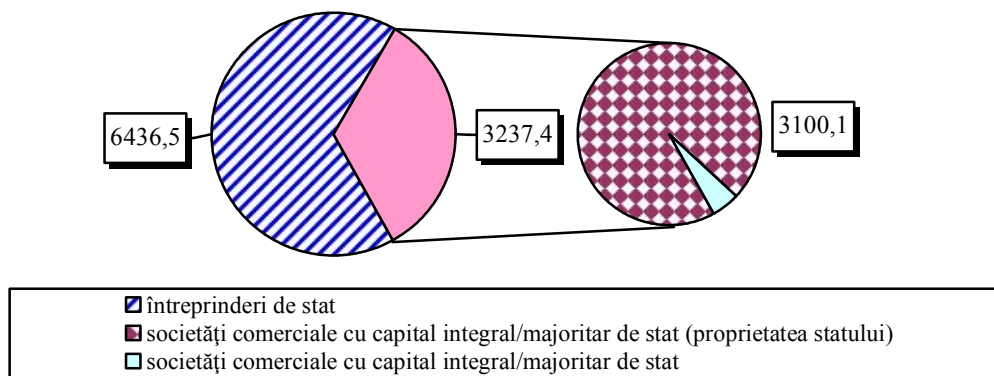 6436,5
3237,4
3100,1
întreprinderi de stat
societăţi comerciale cu capital integral/majoritar de stat (proprietatea statului)
societăţi comerciale cu capital integral/majoritar de stat